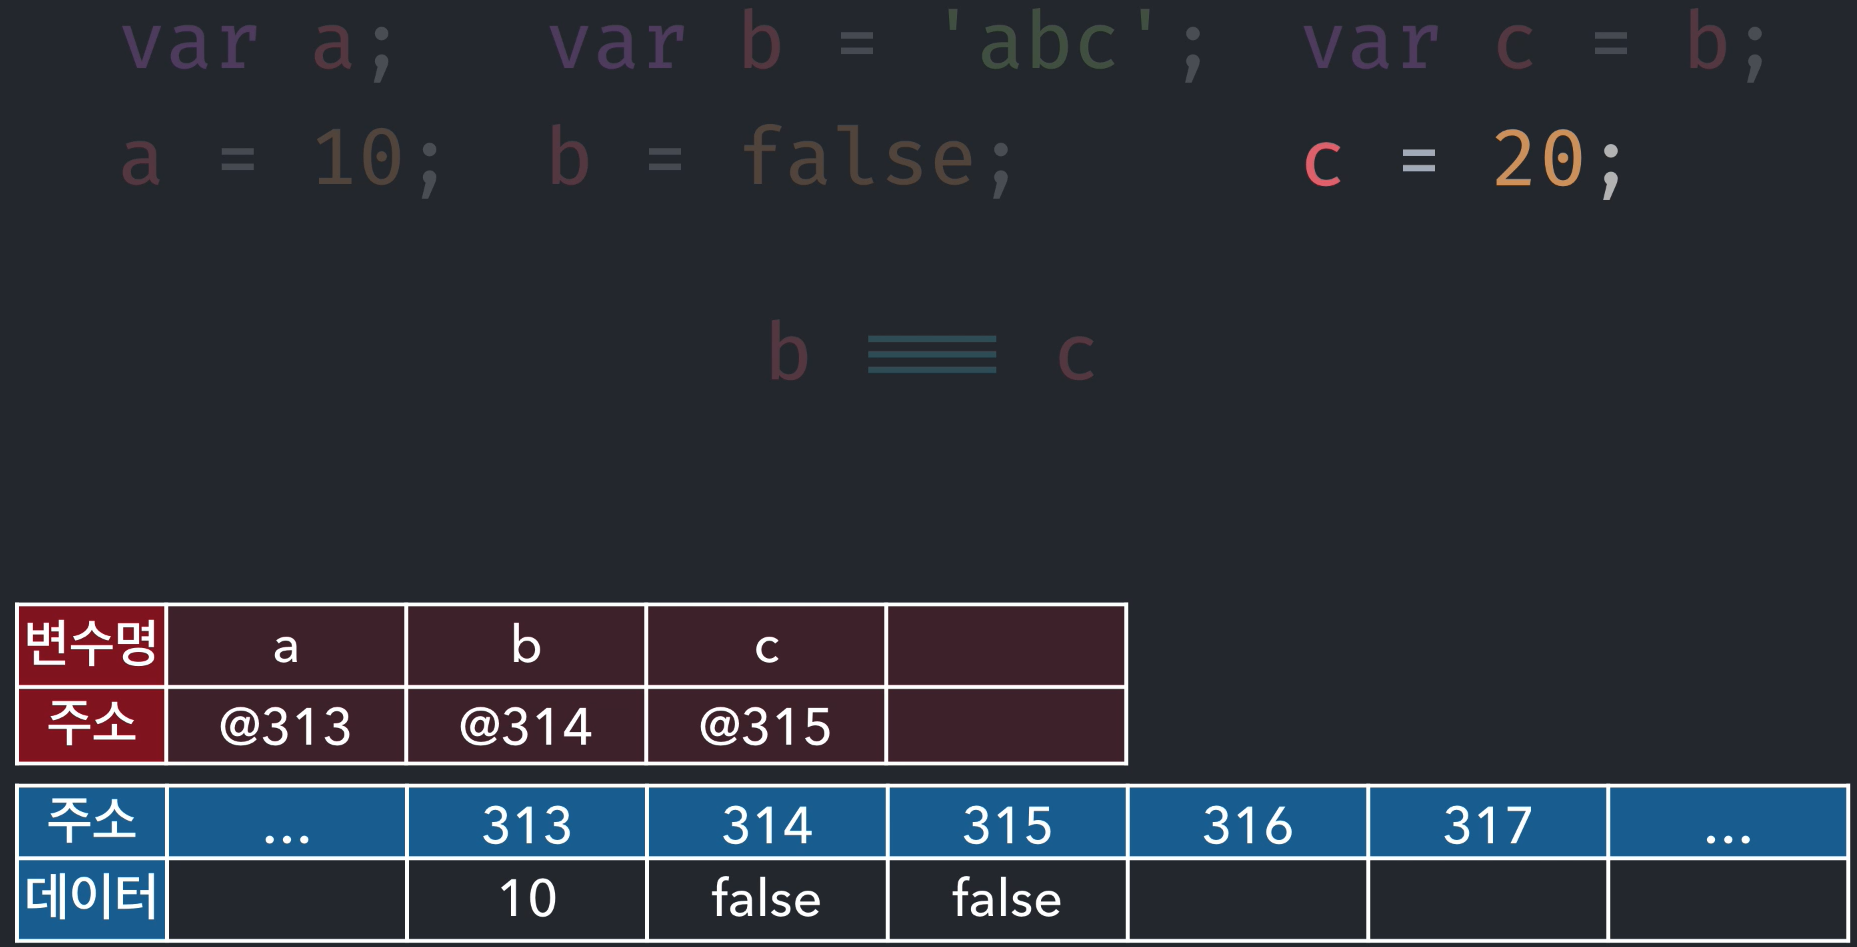 var a; var b = 'abc'; var c = b;
a = 10; b = false; c = 20;
b ≡ c
변수명 a b c
주소 @313 @314 @315
주소 ... 313 314 315 316 317 ...
데이터 10 false false